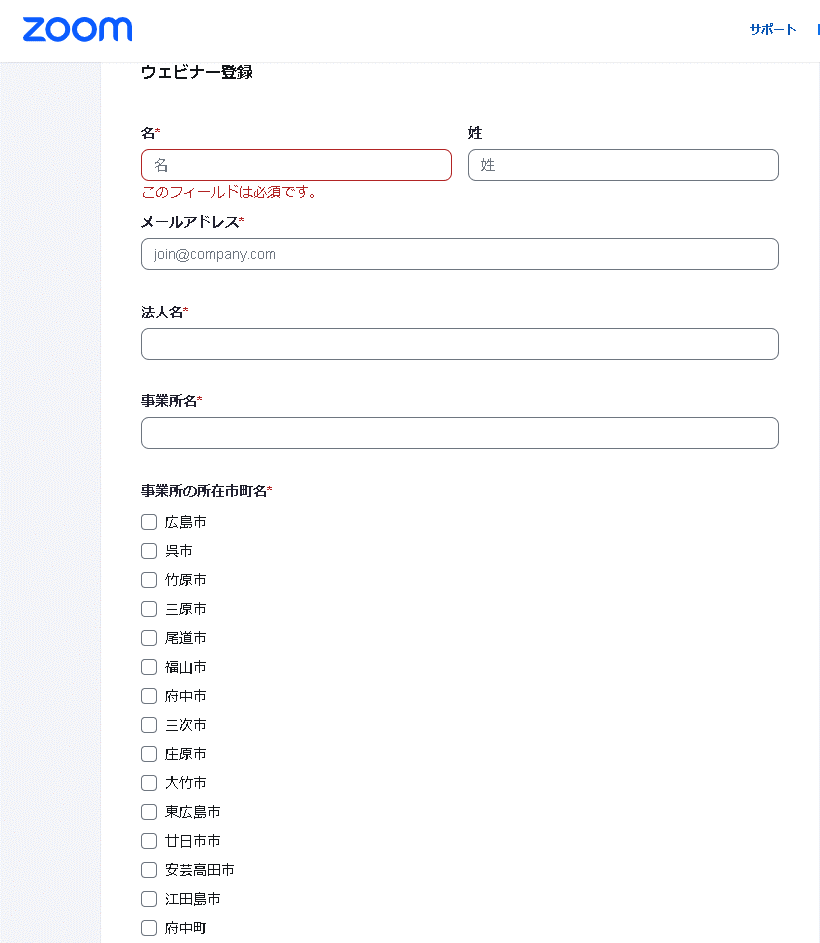 zoom
サポート
ウェビナー登録
名* 姓
名 姓
このフィールドは必須です。
メールアドレス*
join@company.com
法人名*
事業所名*
事業所の所在市町名*
広島市
呉市
竹原市
三原市
尾道市
福山市
府中市
三次市
庄原市
大竹市
東広島市
廿日市市
安芸高田市
江田島市
府中町